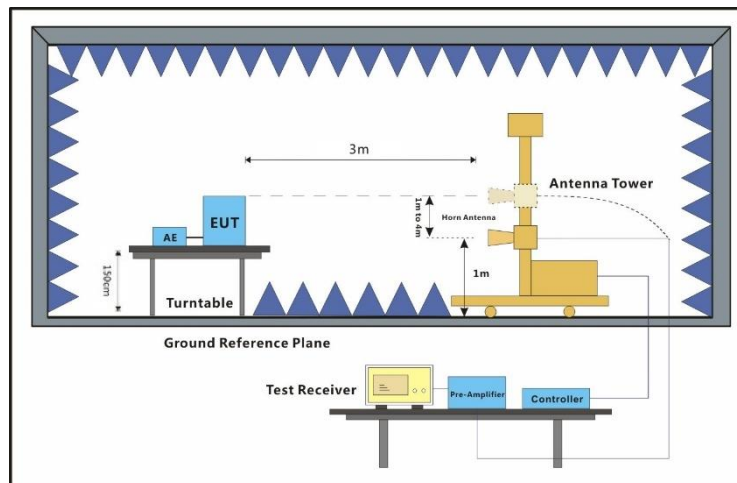 3m
Antenna Tower
EUT
AE
1m to 4m
Horn Antenna
150cm
1m
Turntable
Ground Reference Plane
Test Receiver
Pre-Amplifier
Controller